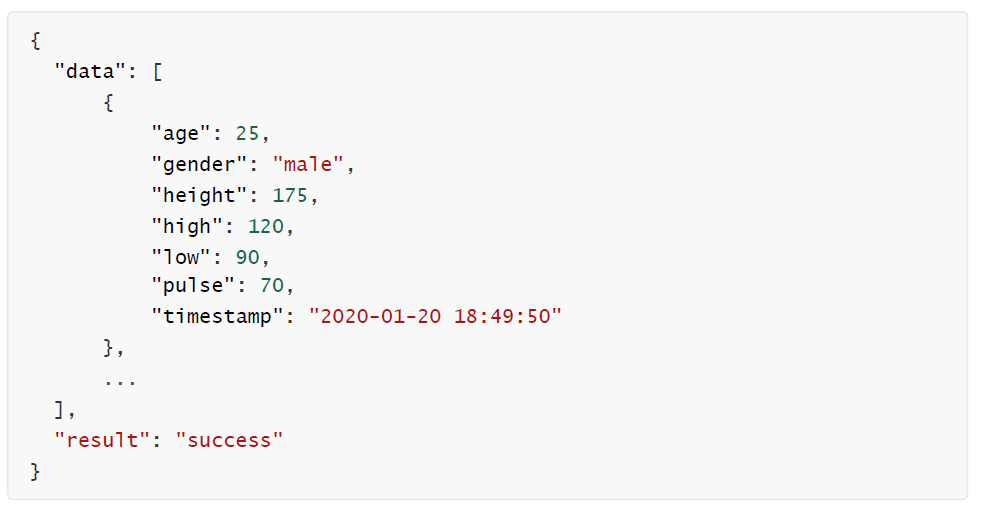 {
"data": [
{
"age": 25,
"gender": "male",
"height": 175,
"high": 120,
"low": 90,
"pulse": 70,
"timestamp": "2020-01-20 18:49:50"
},
...
],
"result": "success"
}